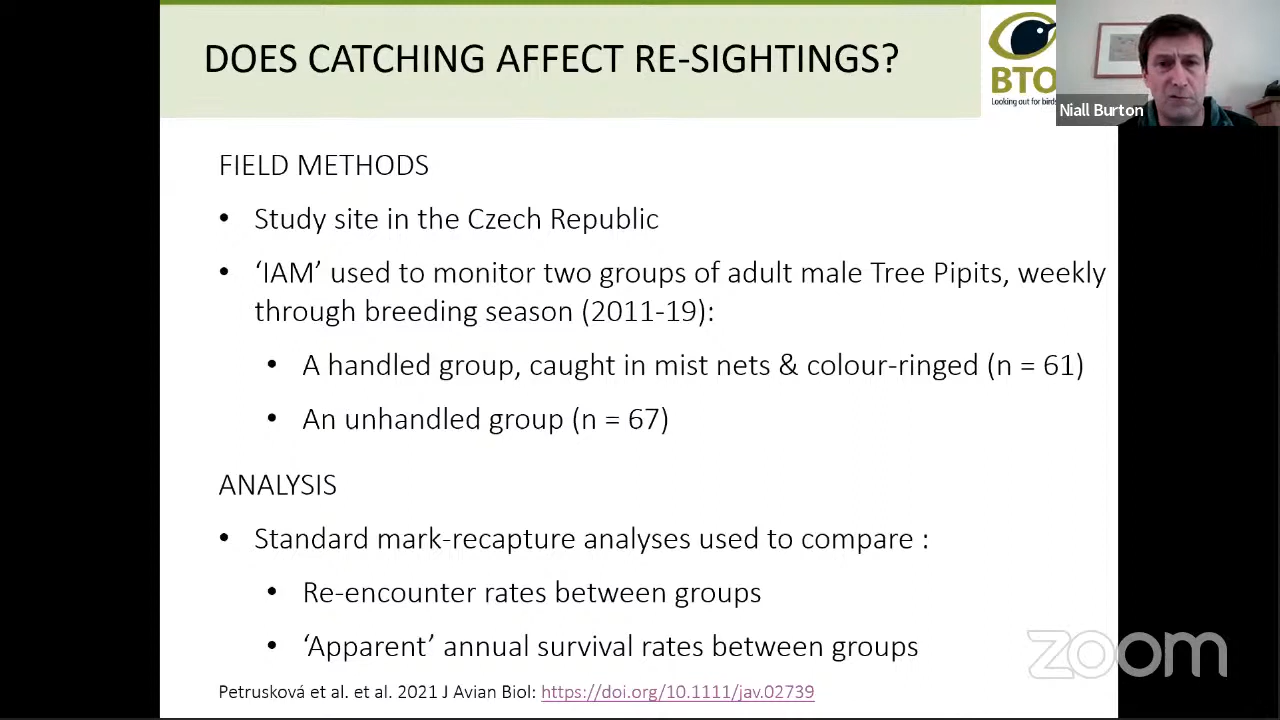 DOES CATCHING AFFECT RE-SIGHTINGS?
BTO
Looking out for birds
Niall Burton
FIELD METHODS
• Study site in the Czech Republic
• ‘IAM’ used to monitor two groups of adult male Tree Pipits, weekly
through breeding season (2011-19):
• A handled group, caught in mist nets & colour-ringed (n = 61)
• An unhandled group (n = 67)
ANALYSIS
• Standard mark-recapture analyses used to compare :
• Re-encounter rates between groups
• ‘Apparent’ annual survival rates between groups
zoom
Petrusková et al. et al. 2021 J Avian Biol: https://doi.org/10.1111/jav.02739